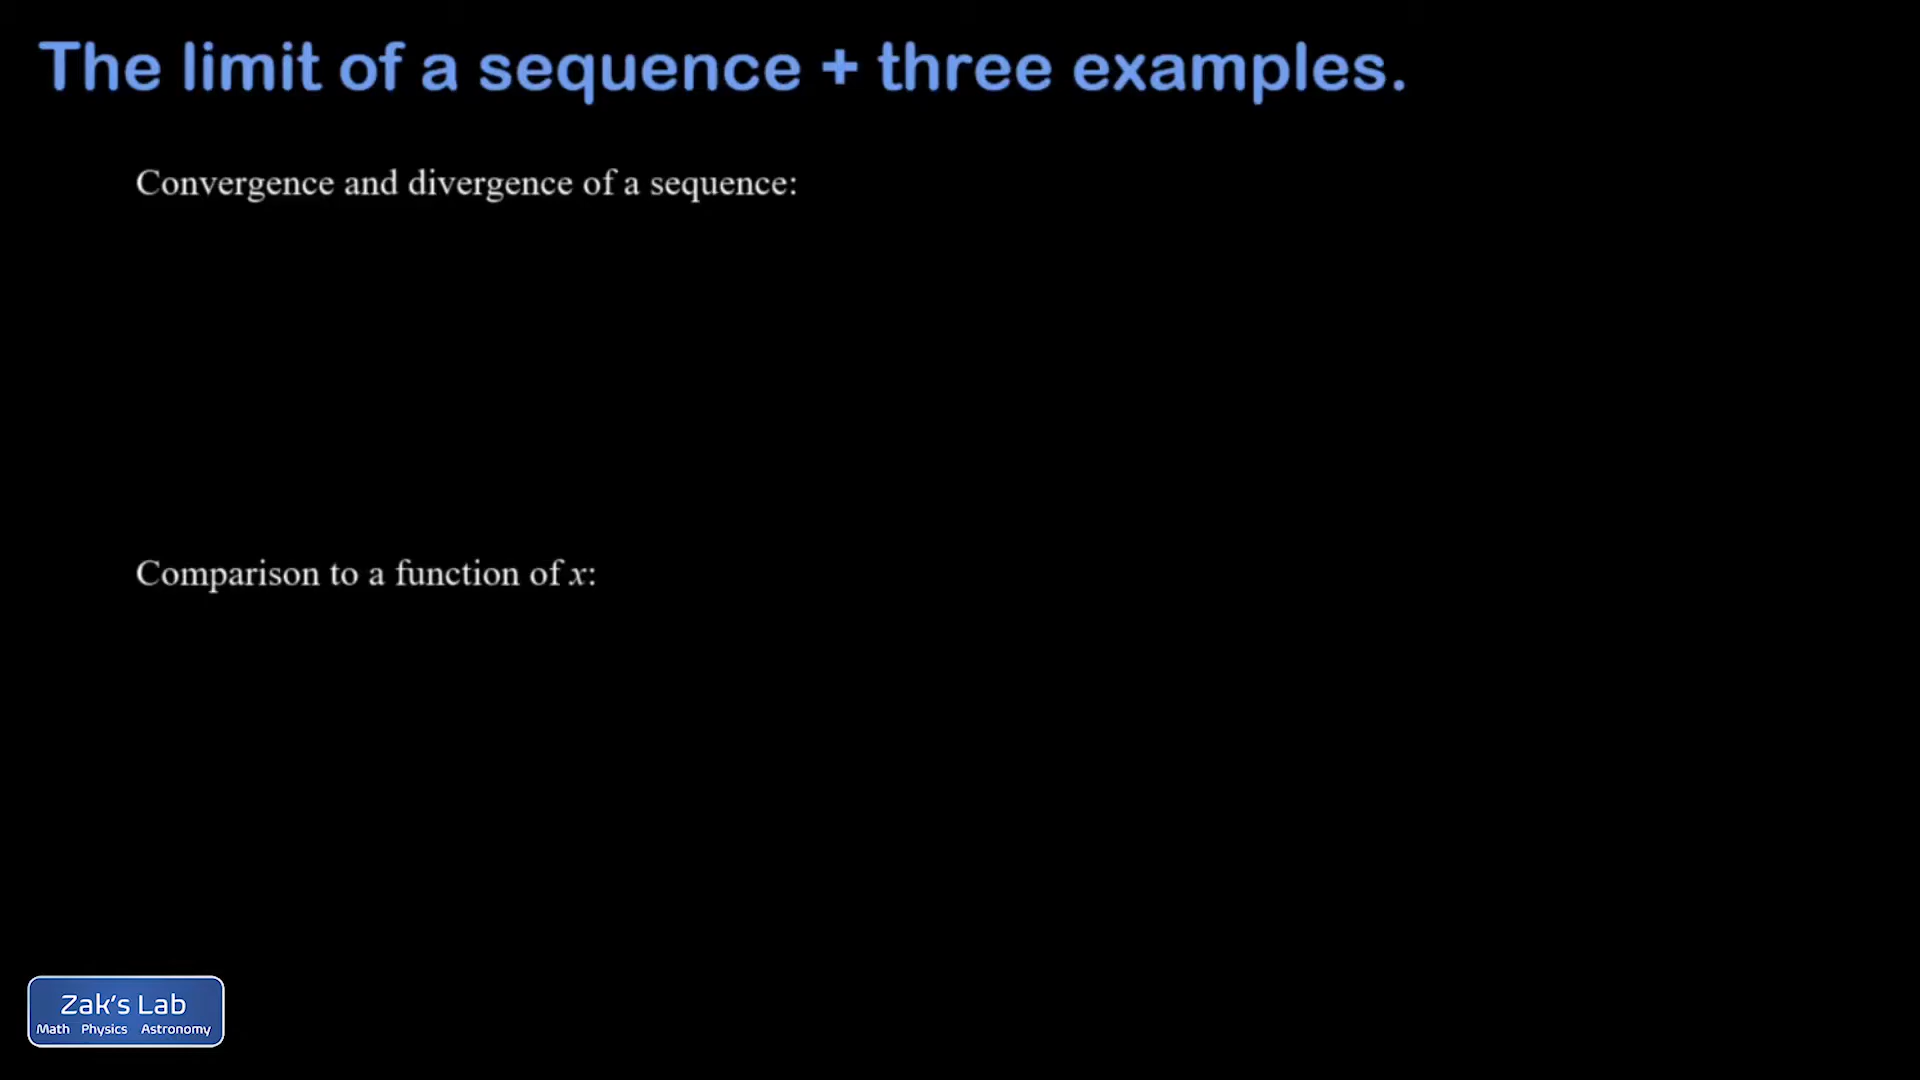 The limit of a sequence + three examples.
Convergence and divergence of a sequence:
Comparison to a function of x:
Zak's Lab
Math Physics Astronomy